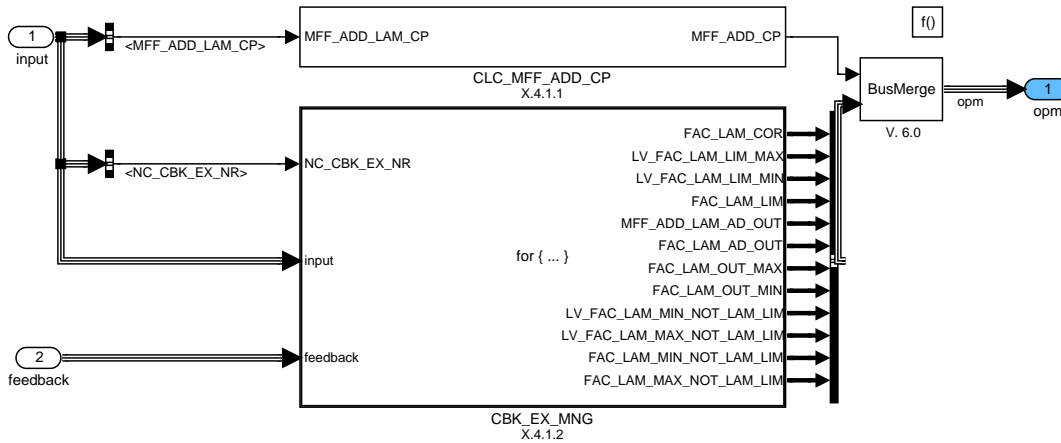 f()
1
input
<MFF_ADD_LAM_CP>
MFF_ADD_LAM_CP
MFF_ADD_CP
CLC_MFF_ADD_CP
X.4.1.1
BusMerge
V. 6.0
opm
1
opm
<NC_CBK_EX_NR>
NC_CBK_EX_NR
input
feedback
2
feedback
for { ... }
FAC_LAM_COR
LV_FAC_LAM_LIM_MAX
LV_FAC_LAM_LIM_MIN
FAC_LAM_LIM
MFF_ADD_LAM_AD_OUT
FAC_LAM_AD_OUT
FAC_LAM_OUT_MAX
FAC_LAM_OUT_MIN
LV_FAC_LAM_MIN_NOT_LAM_LIM
LV_FAC_LAM_MAX_NOT_LAM_LIM
FAC_LAM_MIN_NOT_LAM_LIM
FAC_LAM_MAX_NOT_LAM_LIM
CBK_EX_MNG
X.4.1.2